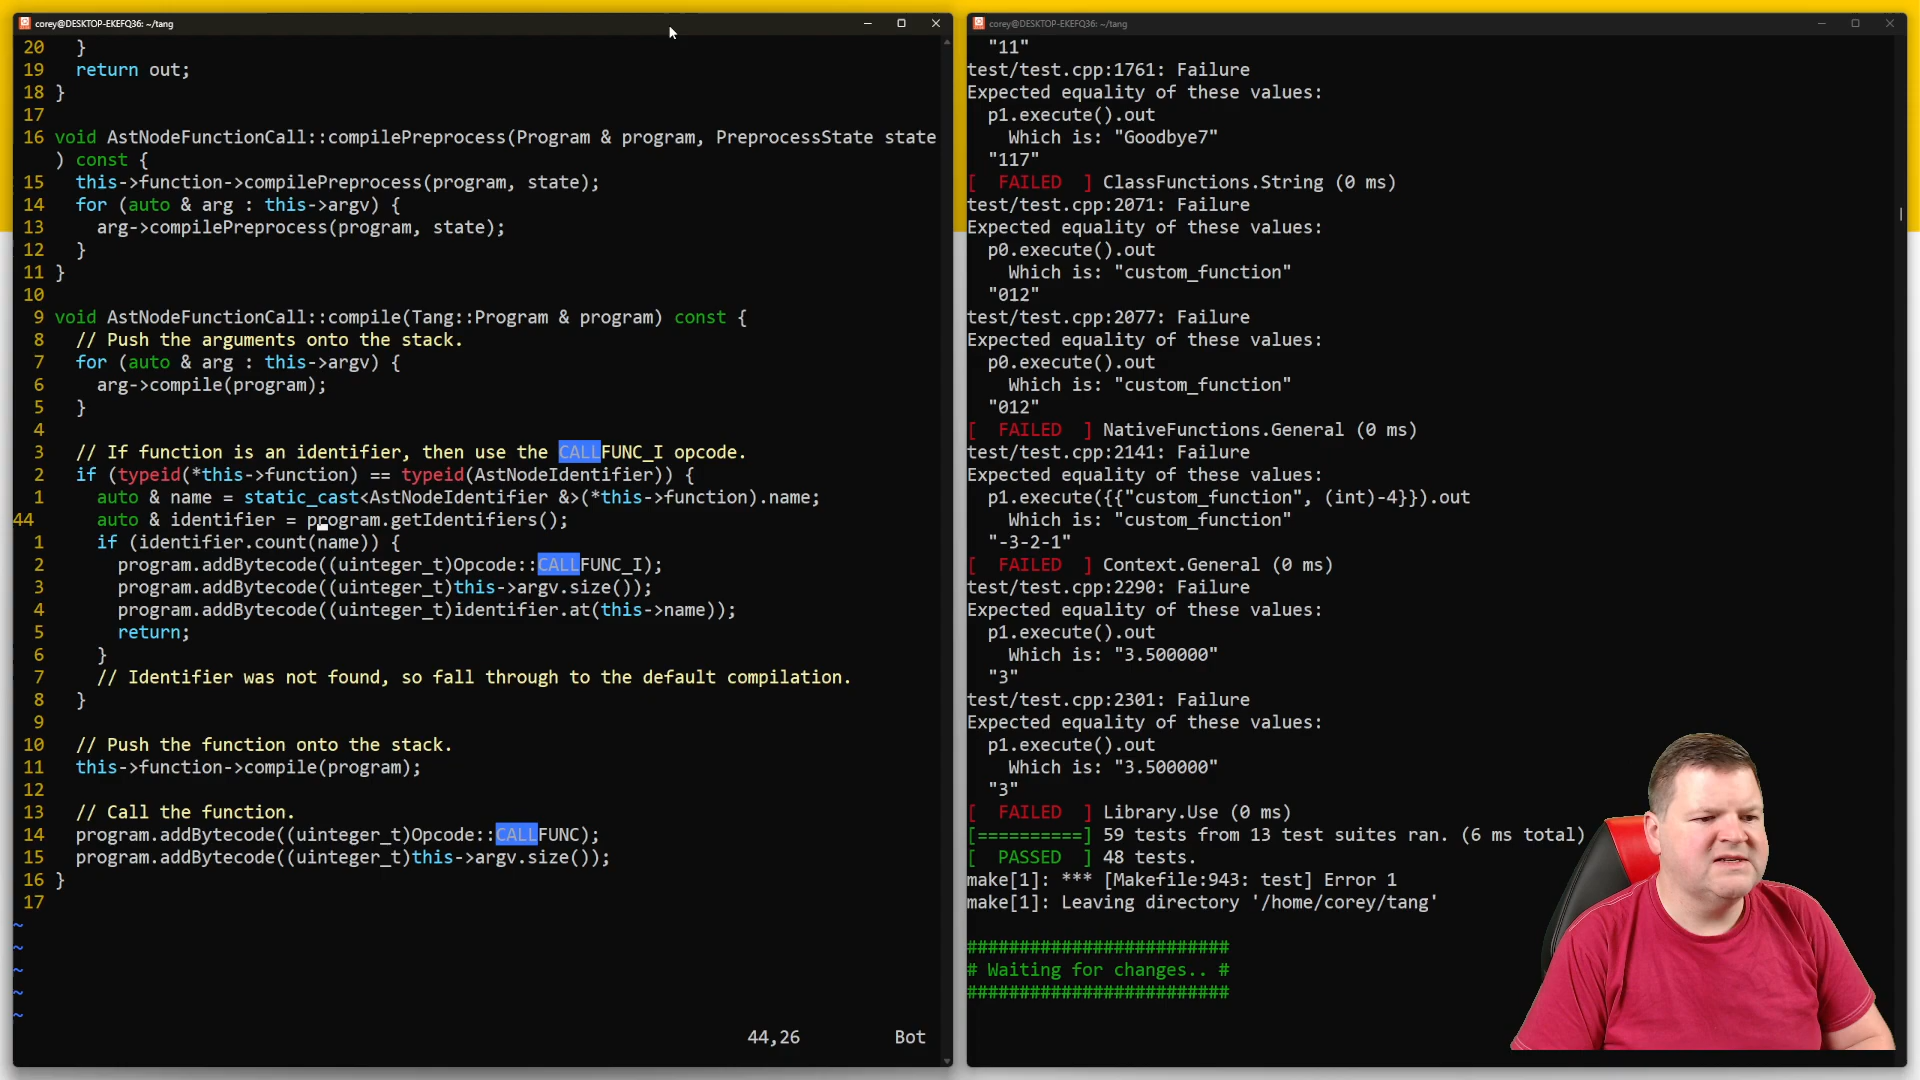 corey@DESKTOP-EKEFQ36: ~/tang
20   }
19   return out;
18 }
17
16 void AstNodeFunctionCall::compilePreprocess(Program & program, PreprocessState state
) const {
15   this->function->compilePreprocess(program, state);
14   for (auto & arg : this->argv) {
13     arg->compilePreprocess(program, state);
12   }
11 }
10
9 void AstNodeFunctionCall::compile(Tang::Program & program) const {
8   // Push the arguments onto the stack.
7   for (auto & arg : this->argv) {
6     arg->compile(program);
5   }
4
3   // If function is an identifier, then use the CALLFUNC_I opcode.
2   if (typeid(*this->function) == typeid(AstNodeIdentifier)) {
1     auto & name = static_cast<AstNodeIdentifier &>(*this->function).name;
44     auto & identifier = program.getIdentifiers();
1     if (identifier.count(name)) {
2       program.addBytecode((uinteger_t)Opcode::CALLFUNC_I);
3       program.addBytecode((uinteger_t)this->argv.size());
4       program.addBytecode((uinteger_t)identifier.at(this->name));
5       return;
6     }
7     // Identifier was not found, so fall through to the default compilation.
8   }
9
10   // Push the function onto the stack.
11   this->function->compile(program);
12
13   // Call the function.
14   program.addBytecode((uinteger_t)Opcode::CALLFUNC);
15   program.addBytecode((uinteger_t)this->argv.size());
16 }
17
~
~
~
~
~
44,26 Bot
corey@DESKTOP-EKEFQ36: ~/tang
"11"
test/test.cpp:1761: Failure
Expected equality of these values:
  p1.execute().out
    Which is: "Goodbye7"
  "117"
[  FAILED  ] ClassFunctions.String (0 ms)
test/test.cpp:2071: Failure
Expected equality of these values:
  p0.execute().out
    Which is: "custom_function"
  "012"
test/test.cpp:2077: Failure
Expected equality of these values:
  p0.execute().out
    Which is: "custom_function"
  "012"
[  FAILED  ] NativeFunctions.General (0 ms)
test/test.cpp:2141: Failure
Expected equality of these values:
  p1.execute({{"custom_function", (int)-4}}).out
    Which is: "custom_function"
  "-3-2-1"
[  FAILED  ] Context.General (0 ms)
test/test.cpp:2290: Failure
Expected equality of these values:
  p1.execute().out
    Which is: "3.500000"
  "3"
test/test.cpp:2301: Failure
Expected equality of these values:
  p1.execute().out
    Which is: "3.500000"
  "3"
[  FAILED  ] Library.Use (0 ms)
[==========] 59 tests from 13 test suites ran. (6 ms total)
[  PASSED  ] 48 tests.
make[1]: *** [Makefile:943: test] Error 1
make[1]: Leaving directory '/home/corey/tang'
#########################
# Waiting for changes.. #
#########################